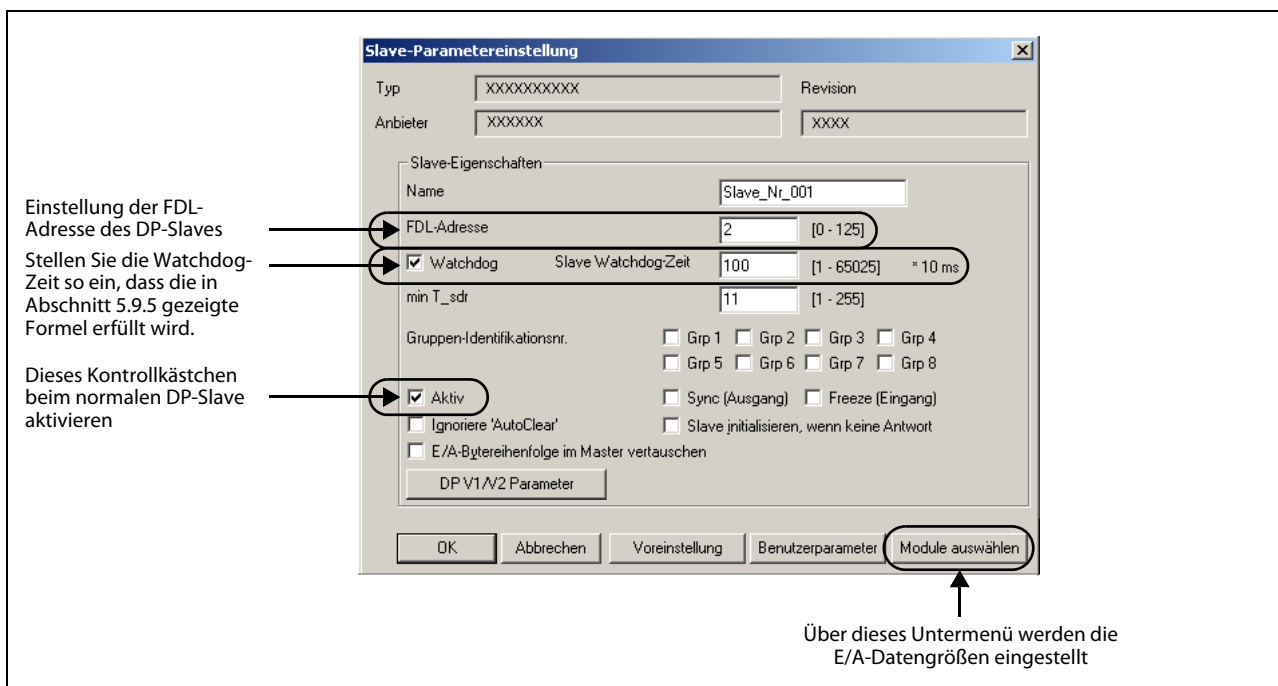 Slave-Parametereinstellung
Typ XXXXXXXXXX Revision
Anbieter XXXXXX XXXX
Slave-Eigenschaften
Name Slave_Nr_001
FDL-Adresse 2 [0 - 125]
Watchdog Slave Watchdog-Zeit 100 [1 - 65025] * 10 ms
min T_sdr 11 [1 - 255]
Gruppen-Identifikationsnr. Grp 1 Grp 2 Grp 3 Grp 4
Grp 5 Grp 6 Grp 7 Grp 8
Aktiv Sync (Ausgang) Freeze (Eingang)
Ignoriere 'AutoClear' Slave initialisieren, wenn keine Antwort
E/A-Bytereihenfolge im Master vertauschen
DP V1/V2 Parameter
OK Abbrechen Voreinstellung Benutzerparameter Module auswählen
Einstellung der FDL-
Adresse des DP-Slaves
Stellen Sie die Watchdog-
Zeit so ein, dass die in
Abschnitt 5.9.5 gezeigte
Formel erfüllt wird.
Dieses Kontrollkästchen
beim normalen DP-Slave
aktivieren
Über dieses Untermenü werden die
E/A-Datengrößen eingestellt